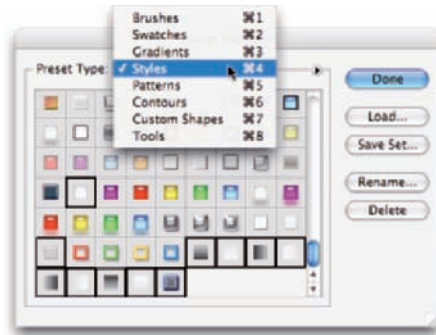 Brushes ⌘1
Swatches ⌘2
Gradients ⌘3
Preset Type: ✓ Styles ⌘4
Patterns ⌘5
Contours ⌘6
Custom Shapes ⌘7
Tools ⌘8
Done
Load...
Save Set...
Rename...
Delete